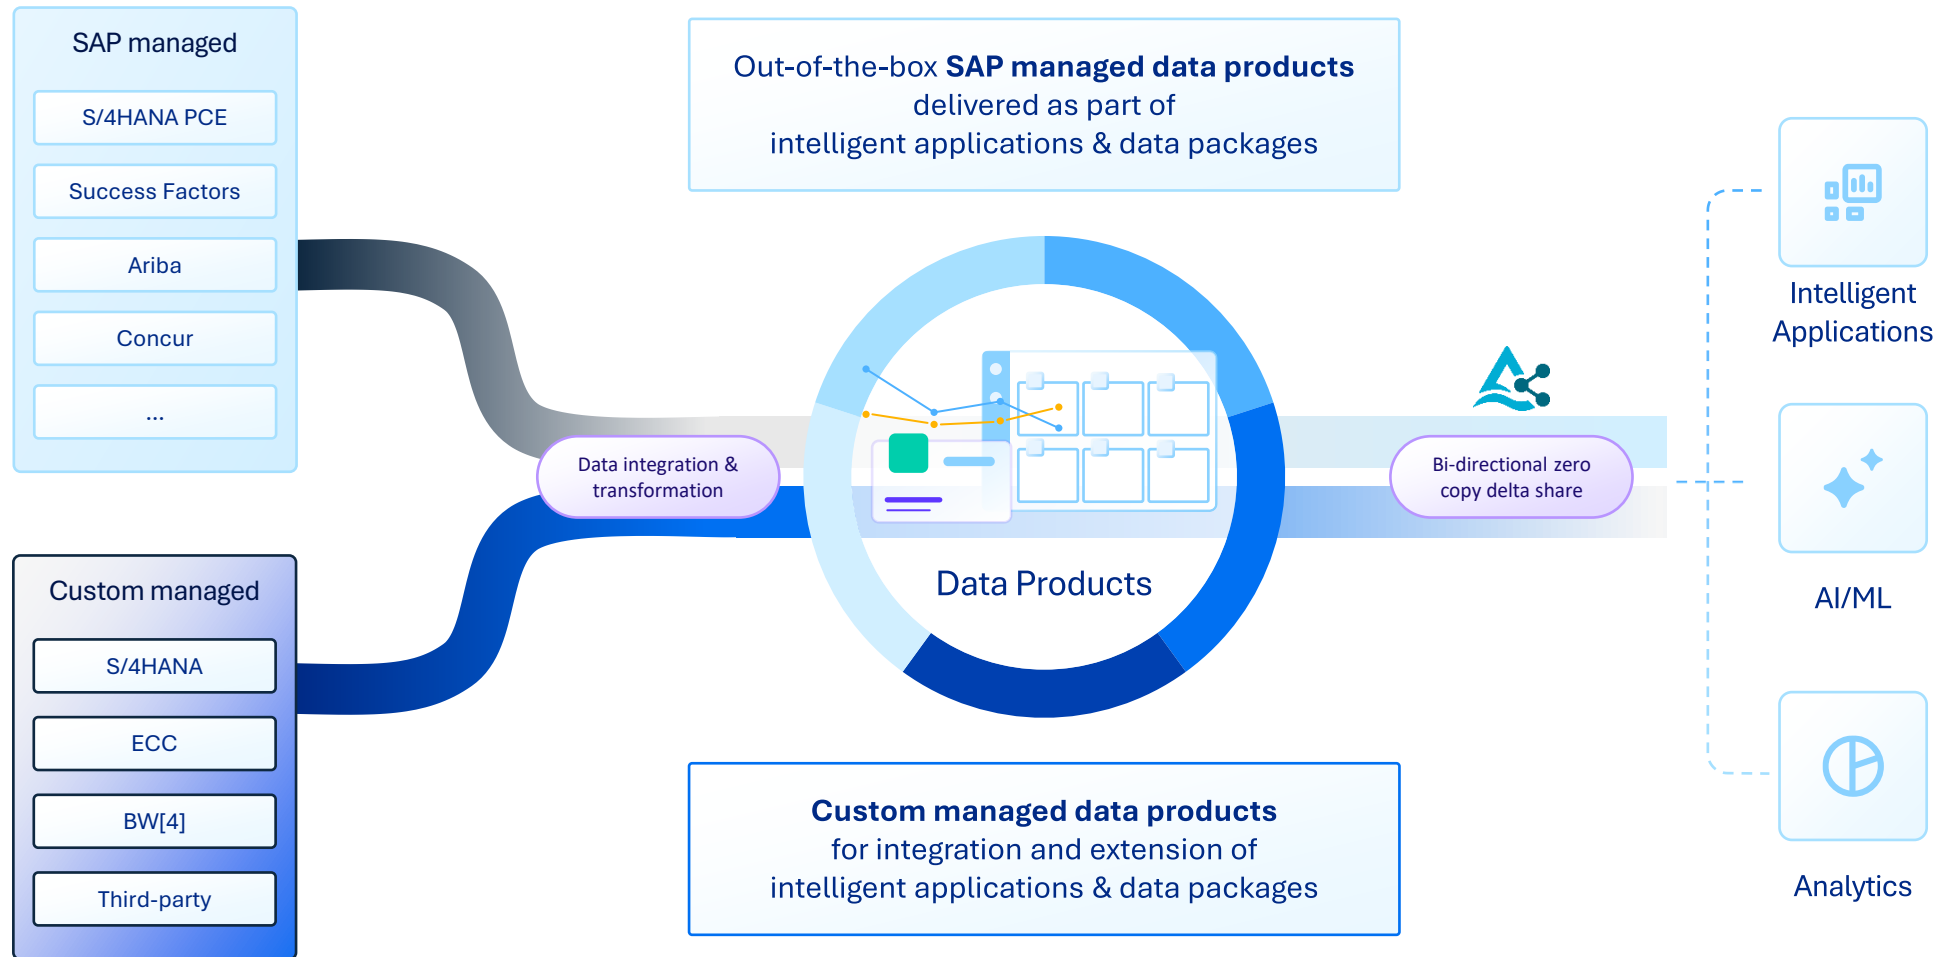 SAP managed
S/4HANA PCE
Success Factors
Ariba
Concur
...
Custom managed
S/4HANA
ECC
BW[4]
Third-party
Data integration &
transformation
Out-of-the-box SAP managed data products
delivered as part of
intelligent applications & data packages
Data Products
Custom managed data products
for integration and extension of
intelligent applications & data packages
Bi-directional zero
copy delta share
Intelligent
Applications
AI/ML
Analytics